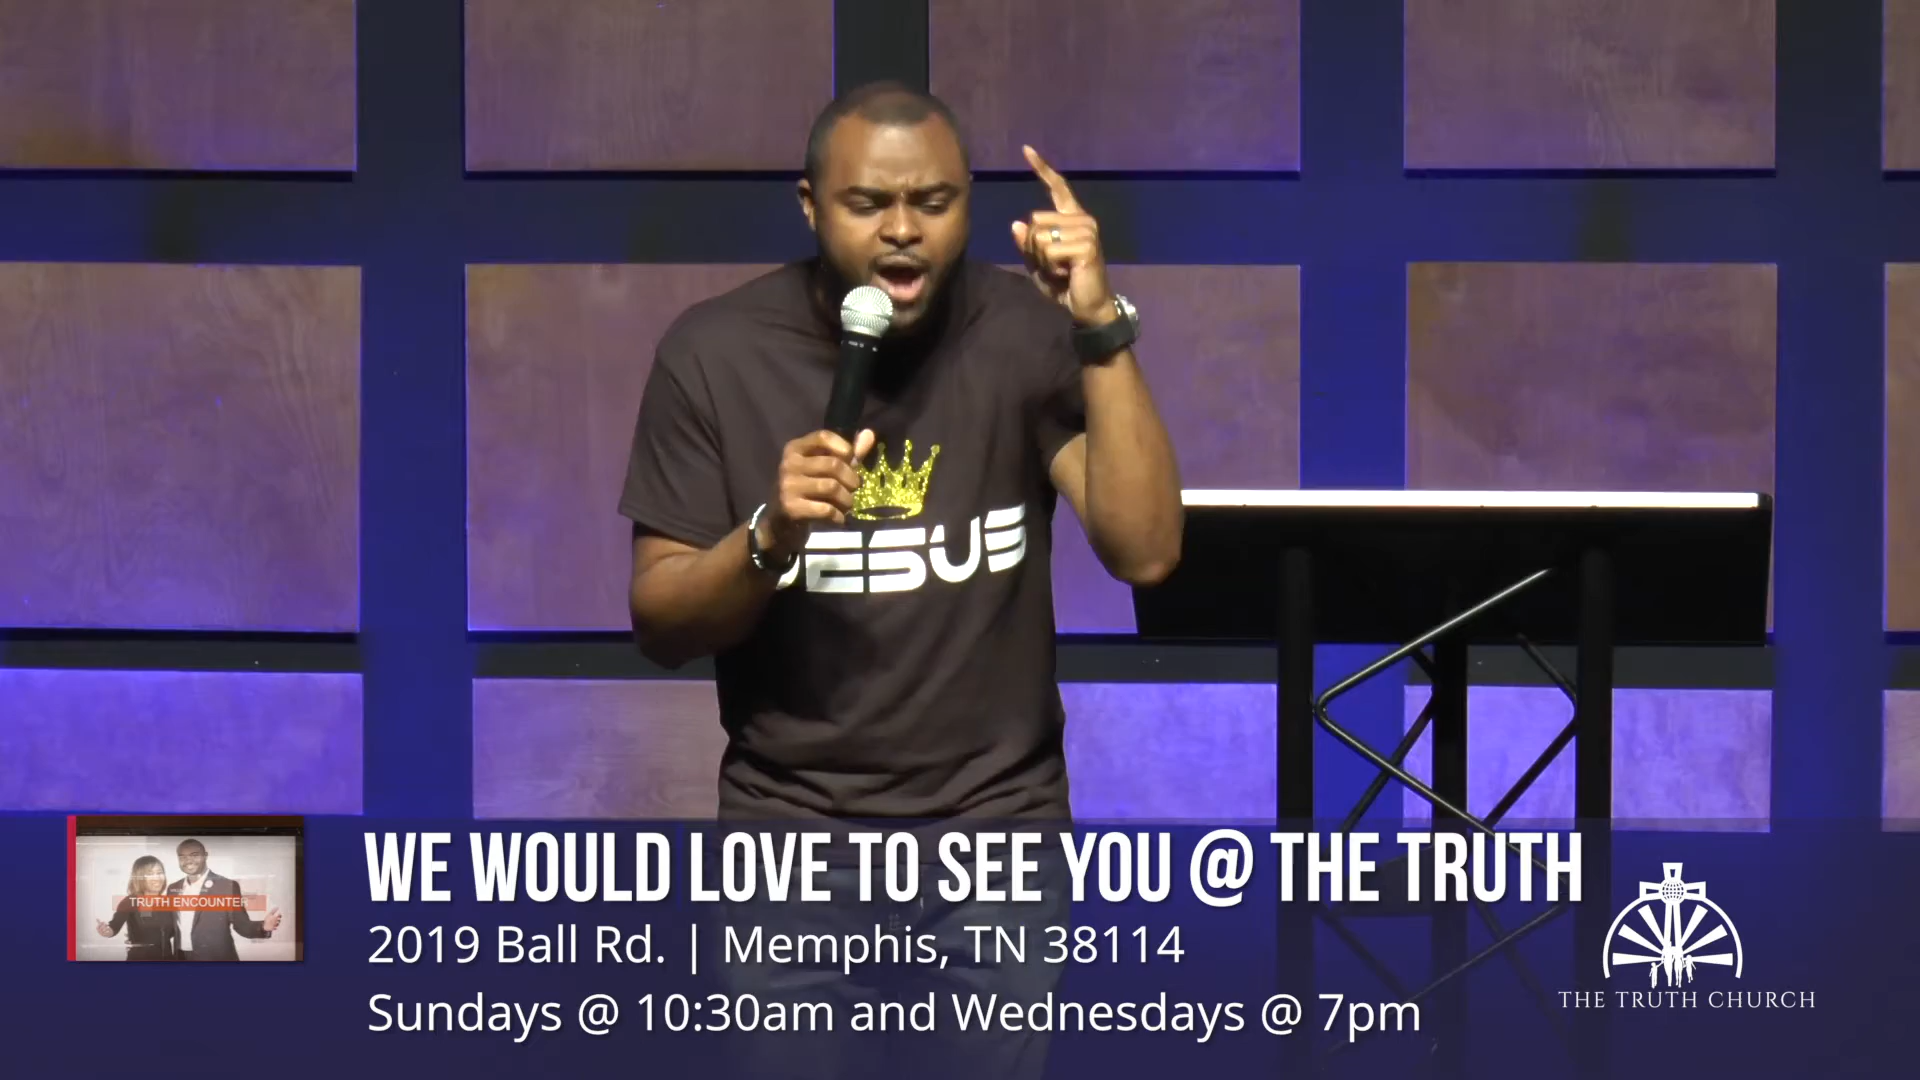 JESUS
WE WOULD LOVE TO SEE YOU @ THE TRUTH
TRUTH ENCOUNTER
2019 Ball Rd. | Memphis, TN 38114
Sundays @ 10:30am and Wednesdays @ 7pm
THE TRUTH CHURCH